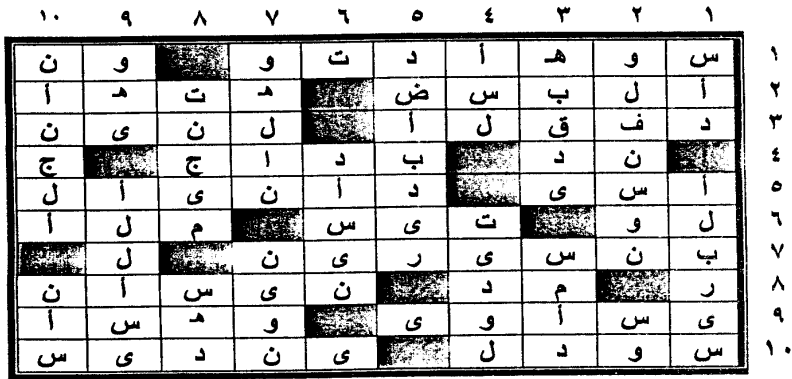 ١ ٢ ٣ ٤ ٥ ٦ ٧ ٨ ٩ ١٠
١ س و هـ أ د ت و و ن
٢ أ ل ب س ض هـ ت هـ أ
٣ د ف ق ل أ ل ن ى ن
٤ ن د ب د ا ج ج
٥ أ س ى د أ ن ى أ ل
٦ ل و ت ى س م ل أ
٧ ب ن س ى ر ى ن ل
٨ ر م د ن ى س أ ن
٩ ى س أ و ى و هـ س أ
١٠ س و د ل ى ن د ى س